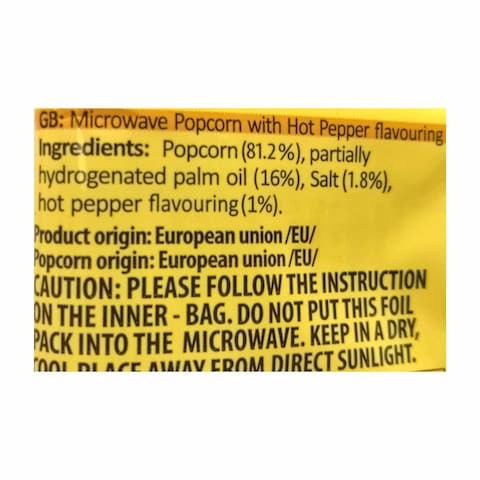 GB: Microwave Popcorn with Hot Pepper flavouring
Ingredients: Popcorn (81.2%), partially
hydrogenated palm oil (16%), Salt (1.8%),
hot pepper flavouring (1%).
Product origin: European union /EU/
Popcorn origin: European union /EU/
CAUTION: PLEASE FOLLOW THE INSTRUCTION
ON THE INNER - BAG. DO NOT PUT THIS FOIL
PACK INTO THE MICROWAVE. KEEP IN A DRY,
COOL PLACE AWAY FROM DIRECT SUNLIGHT.